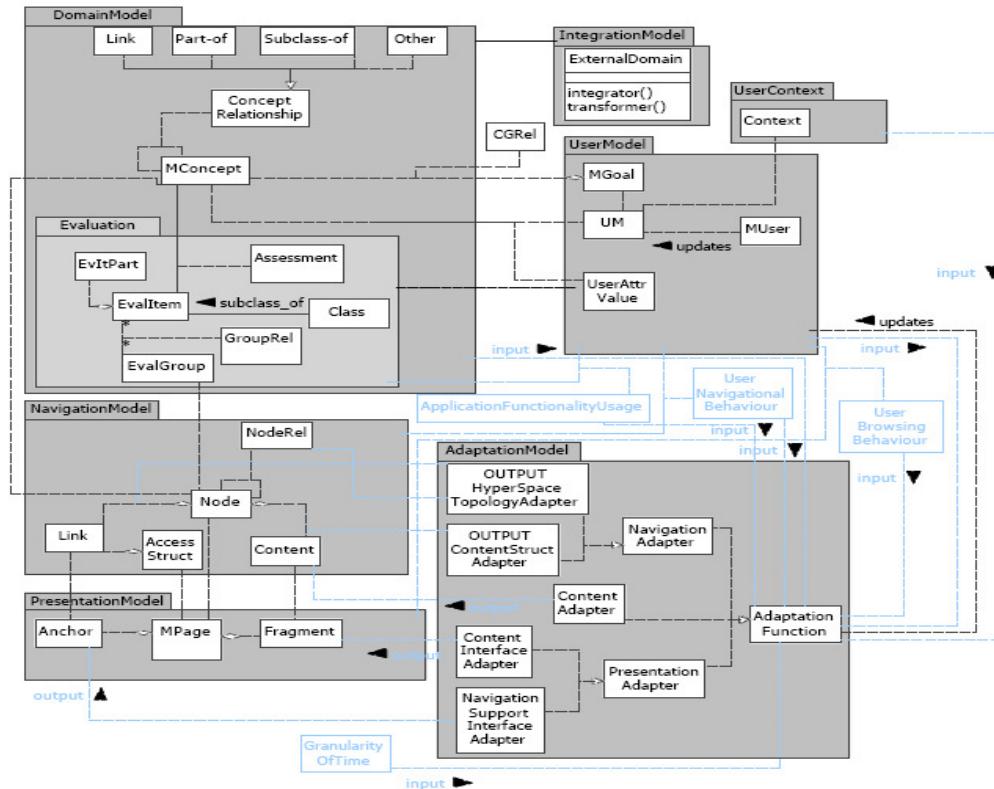 DomainModel
Link
Part-of
Subclass-of
Other
Concept
Relationship
CGRel
MConcept
Evaluation
EvItPart
Assessment
EvalItem
subclass_of
Class
*
*
GroupRel
EvalGroup
IntegrationModel
ExternalDomain
integrator()
transformer()
UserContext
Context
UserModel
MGoal
UM
MUser
updates
UserAttr
Value
input
updates
input
input
ApplicationFunctionalityUsage
User
Navigational
Behaviour
User
Browsing
Behaviour
input
input
input
NavigationModel
NodeRel
Node
Link
Access
Struct
Content
PresentationModel
Anchor
MPage
Fragment
output
AdaptationModel
OUTPUT
HyperSpace
TopologyAdapter
OUTPUT
ContentStruct
Adapter
Navigation
Adapter
Content
Adapter
output
Adaptation
Function
Content
Interface
Adapter
output
Presentation
Adapter
Navigation
Support
Interface
Adapter
Granularity
OfTime
input